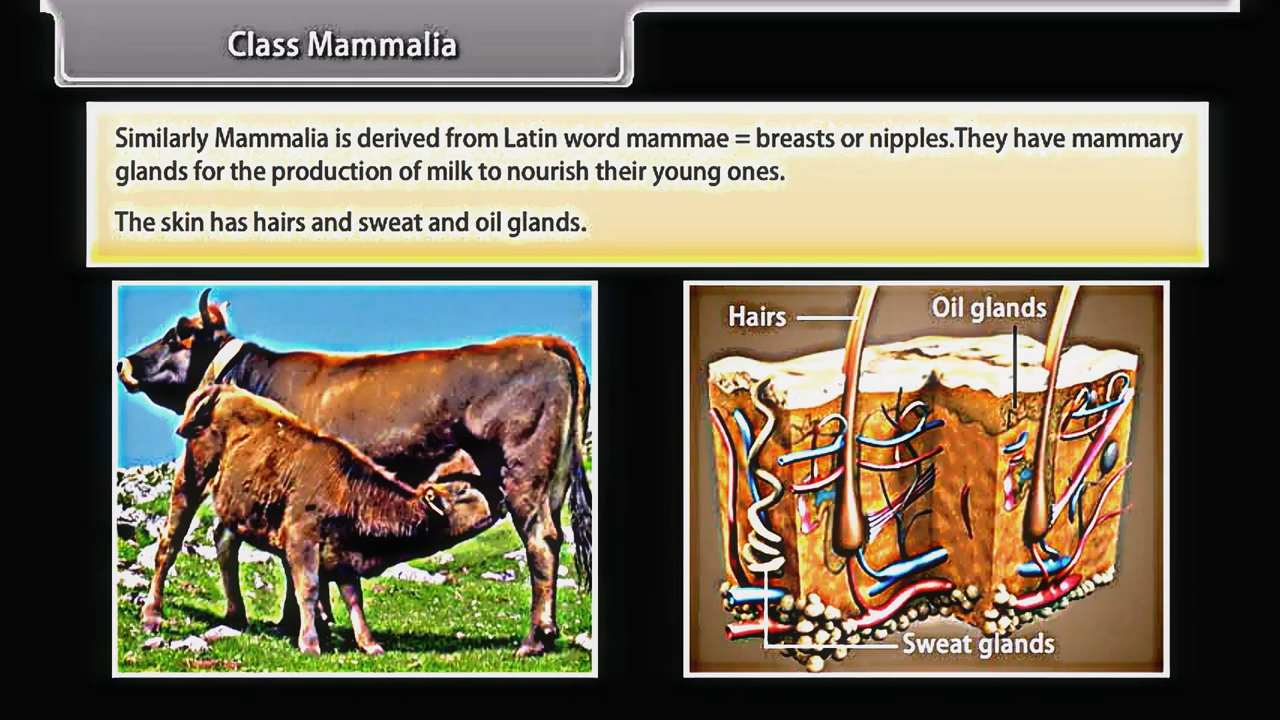 Class Mammalia
Similarly Mammalia is derived from Latin word mammae = breasts or nipples.They have mammary
glands for the production of milk to nourish their young ones.
The skin has hairs and sweat and oil glands.
Hairs
Oil glands
Sweat glands